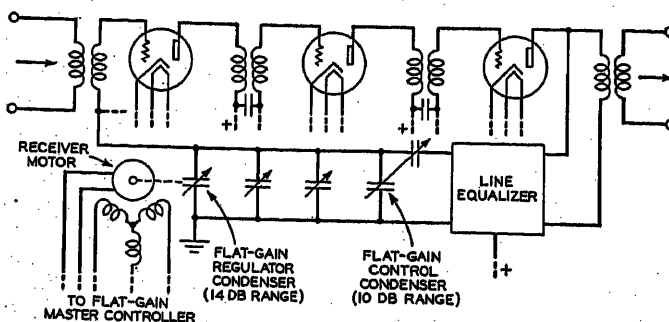 +
+
RECEIVER
MOTOR
LINE
EQUALIZER
FLAT-GAIN
REGULATOR
CONDENSER
(14 DB RANGE)
FLAT-GAIN
CONTROL
CONDENSER
(10 DB RANGE)
+
TO FLAT-GAIN
MASTER CONTROLLER